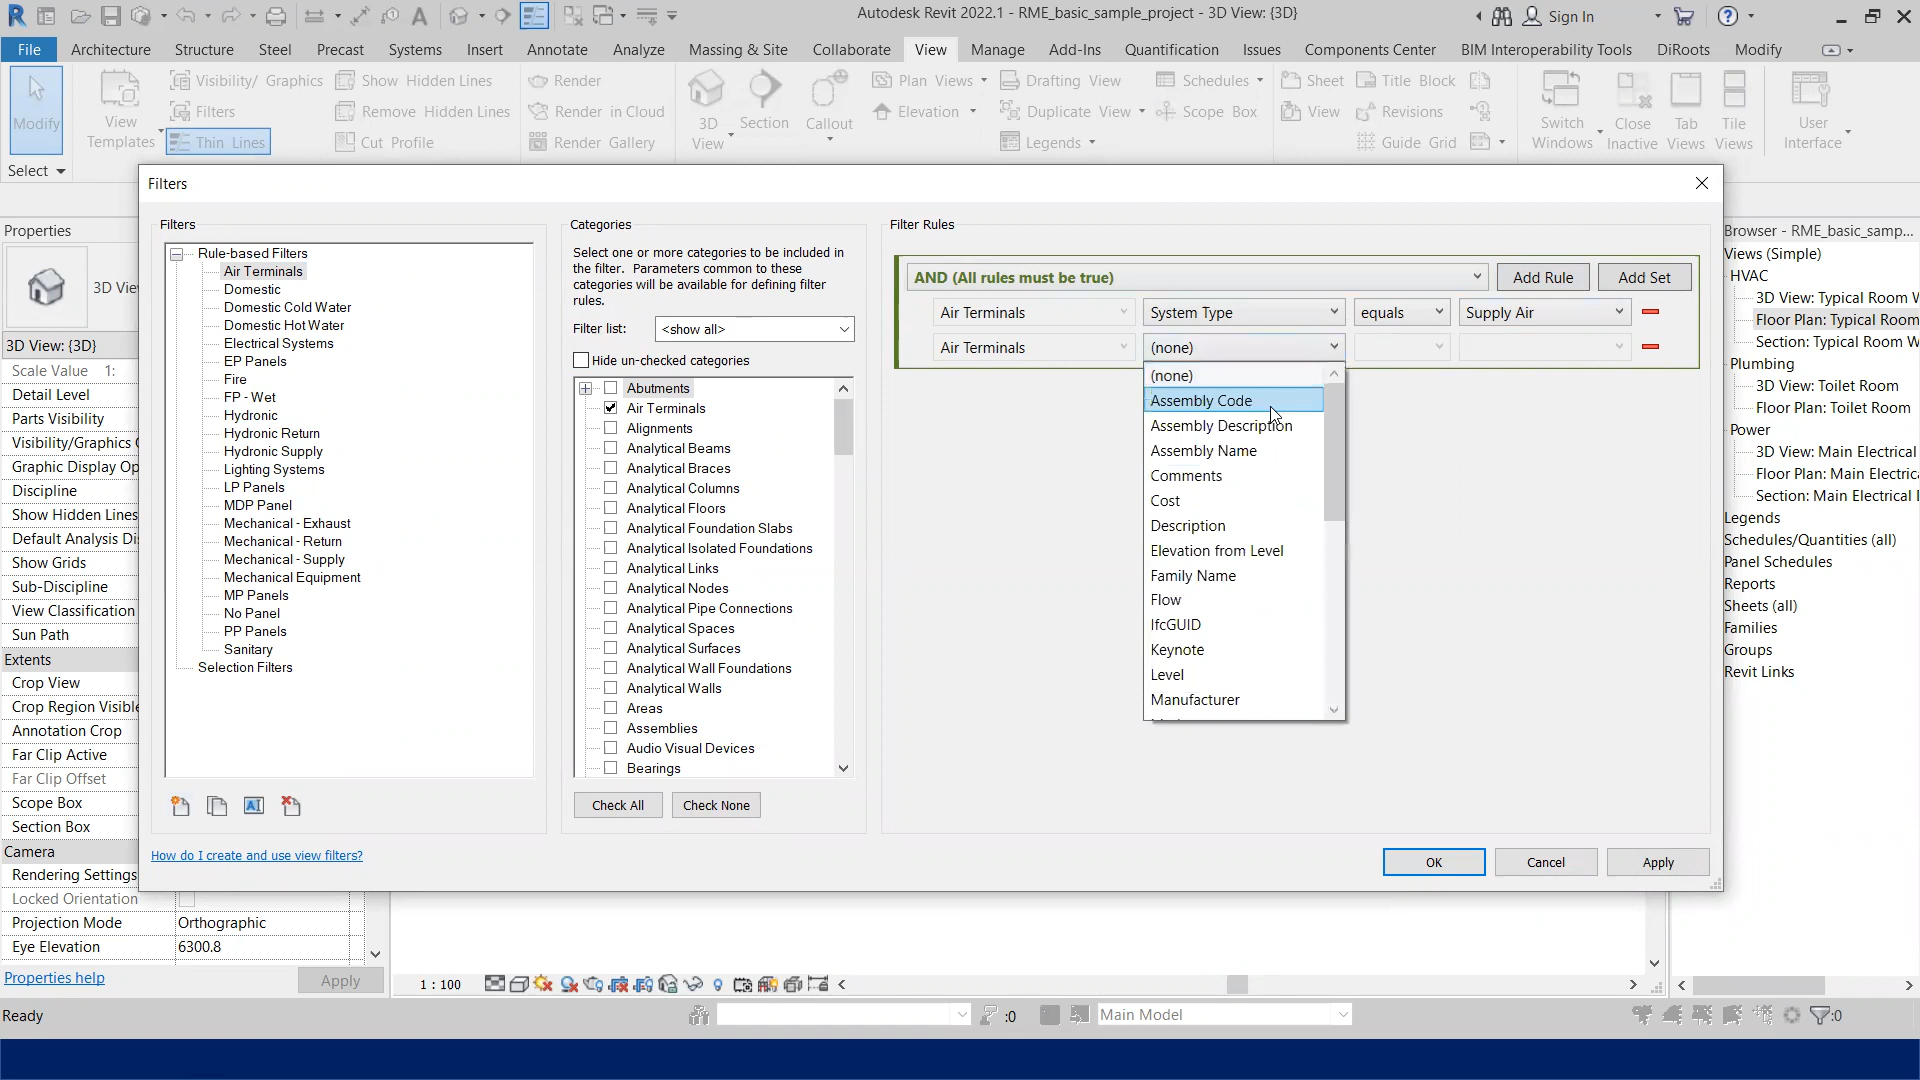 Autodesk Revit 2022.1 - RME_basic_sample_project - 3D View: {3D}
Sign In
File Architecture Structure Steel Precast Systems Insert Annotate Analyze Massing & Site Collaborate View Manage Add-Ins Quantification Issues Components Center BIM Interoperability Tools DiRoots Modify
Modify
View Templates
Visibility/ Graphics
Filters
Thin Lines
Show Hidden Lines
Remove Hidden Lines
Cut Profile
Render
Render in Cloud
Render Gallery
3D View
Section
Callout
Plan Views
Elevation
Drafting View
Duplicate View
Legends
Schedules
Scope Box
Sheet
View
Title Block
Revisions
Guide Grid
Switch Windows
Close Inactive
Tab Views
Tile Views
User Interface
Select
Filters
Properties
3D Vie
3D View: {3D}
Scale Value 1:
Detail Level
Parts Visibility
Visibility/Graphics
Graphic Display Op
Discipline
Show Hidden Lines
Default Analysis Di
Show Grids
Sub-Discipline
View Classification
Sun Path
Extents
Crop View
Crop Region Visible
Annotation Crop
Far Clip Active
Far Clip Offset
Scope Box
Section Box
Camera
Rendering Settings
Locked Orientation
Projection Mode Orthographic
Eye Elevation 6300.8
Properties help
Apply
Filters
Rule-based Filters
Air Terminals
Domestic
Domestic Cold Water
Domestic Hot Water
Electrical Systems
EP Panels
Fire
FP - Wet
Hydronic
Hydronic Return
Hydronic Supply
Lighting Systems
LP Panels
MDP Panel
Mechanical - Exhaust
Mechanical - Return
Mechanical - Supply
Mechanical Equipment
MP Panels
No Panel
PP Panels
Sanitary
Selection Filters
How do I create and use view filters?
Categories
Select one or more categories to be included in
the filter. Parameters common to these
categories will be available for defining filter
rules.
Filter list: <show all>
Hide un-checked categories
Abutments
Air Terminals
Alignments
Analytical Beams
Analytical Braces
Analytical Columns
Analytical Floors
Analytical Foundation Slabs
Analytical Isolated Foundations
Analytical Links
Analytical Nodes
Analytical Pipe Connections
Analytical Spaces
Analytical Surfaces
Analytical Wall Foundations
Analytical Walls
Areas
Assemblies
Audio Visual Devices
Bearings
Check All Check None
Filter Rules
AND (All rules must be true) Add Rule Add Set
Air Terminals System Type equals Supply Air
Air Terminals (none)
(none)
Assembly Code
Assembly Description
Assembly Name
Comments
Cost
Description
Elevation from Level
Family Name
Flow
IfcGUID
Keynote
Level
Manufacturer
OK Cancel Apply
Browser - RME_basic_samp...
Views (Simple)
HVAC
3D View: Typical Room
Floor Plan: Typical Room
Section: Typical Room W
Plumbing
3D View: Toilet Room
Floor Plan: Toilet Room
Power
3D View: Main Electrical
Floor Plan: Main Electrica
Section: Main Electrical
Legends
Schedules/Quantities (all)
Panel Schedules
Reports
Sheets (all)
Families
Groups
Revit Links
1 : 100
Ready
:0
Main Model
:0